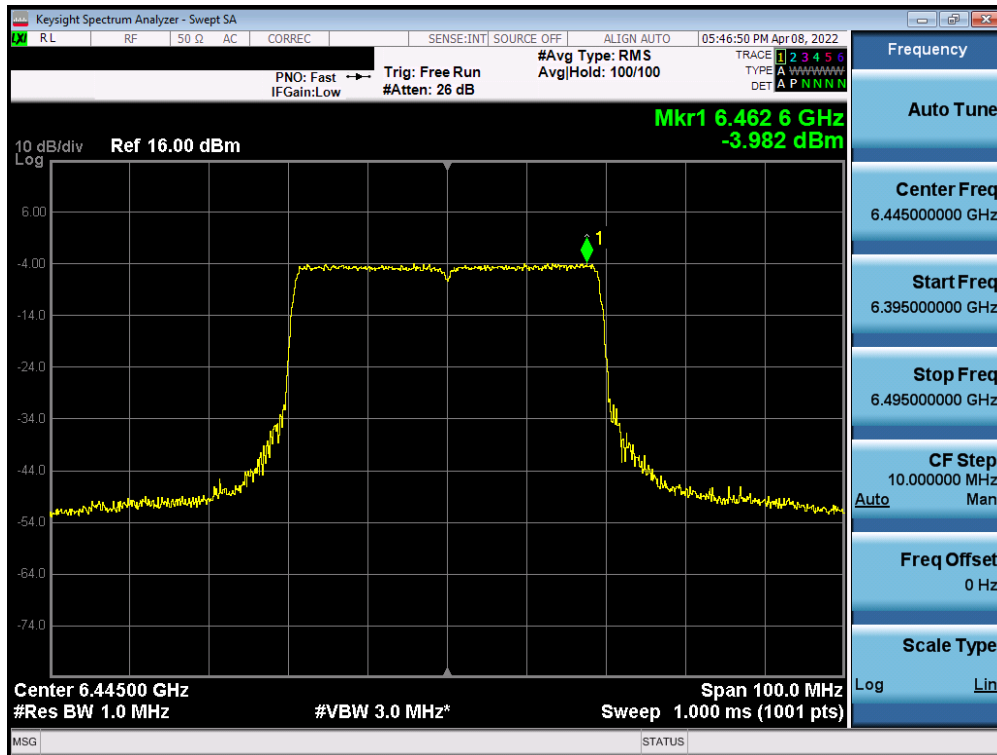 Keysight Spectrum Analyzer - Swept SA
LXI RL RF 50 Ω AC CORREC SENSE:INT SOURCE OFF ALIGN AUTO 05:46:50 PM Apr 08, 2022
PNO: Fast
IFGain:Low
Trig: Free Run
#Atten: 26 dB
#Avg Type: RMS
Avg|Hold: 100/100
TRACE 1 2 3 4 5 6
TYPE A WWWWW
DET A P N N N N
Mkr1 6.462 6 GHz
-3.982 dBm
10 dB/div Ref 16.00 dBm
Log
6.00
-4.00
-14.0
-24.0
-34.0
-44.0
-54.0
-64.0
-74.0
1
Center 6.44500 GHz Span 100.0 MHz
#Res BW 1.0 MHz #VBW 3.0 MHz* Sweep 1.000 ms (1001 pts)
MSG STATUS
Frequency
Auto Tune
Center Freq
6.445000000 GHz
Start Freq
6.395000000 GHz
Stop Freq
6.495000000 GHz
CF Step
10.000000 MHz
Auto Man
Freq Offset
0 Hz
Scale Type
Log Lin